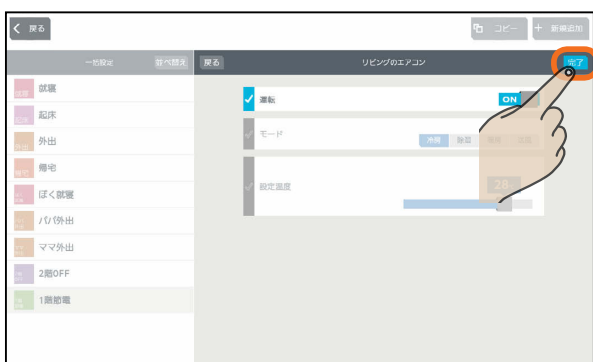 戻る
コピー
新規追加
一括設定
並べ替え
戻る
リビングのエアコン
完了
就寝
起床
外出
帰宅
ぼく就寝
パパ外出
ママ外出
2階OFF
1階節電
運転
ON
モード
冷房
除湿
設定温度
28